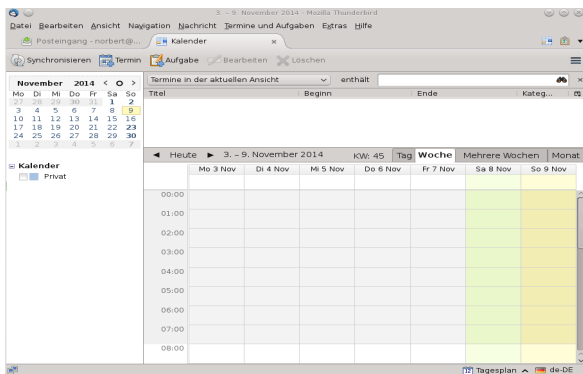 3. – 9. November 2014 - Mozilla Thunderbird
Datei Bearbeiten Ansicht Navigation Nachricht Termine und Aufgaben Extras Hilfe
Posteingang - norbert@... Kalender ×
Synchronisieren Termin Aufgabe Bearbeiten Löschen
November 2014 < O >
Mo Di Mi Do Fr Sa So
27 28 29 30 31 1 2
3 4 5 6 7 8 9
10 11 12 13 14 15 16
17 18 19 20 21 22 23
24 25 26 27 28 29 30
1 2 3 4 5 6 7
Kalender
Privat
Termine in der aktuellen Ansicht enthält
Titel Beginn Ende Kateg...
Heute 3. – 9. November 2014 KW: 45 Tag Woche Mehrere Wochen Monat
Mo 3 Nov Di 4 Nov Mi 5 Nov Do 6 Nov Fr 7 Nov Sa 8 Nov So 9 Nov
00:00
01:00
02:00
03:00
04:00
05:00
06:00
07:00
08:00
12 Tagesplan de-DE